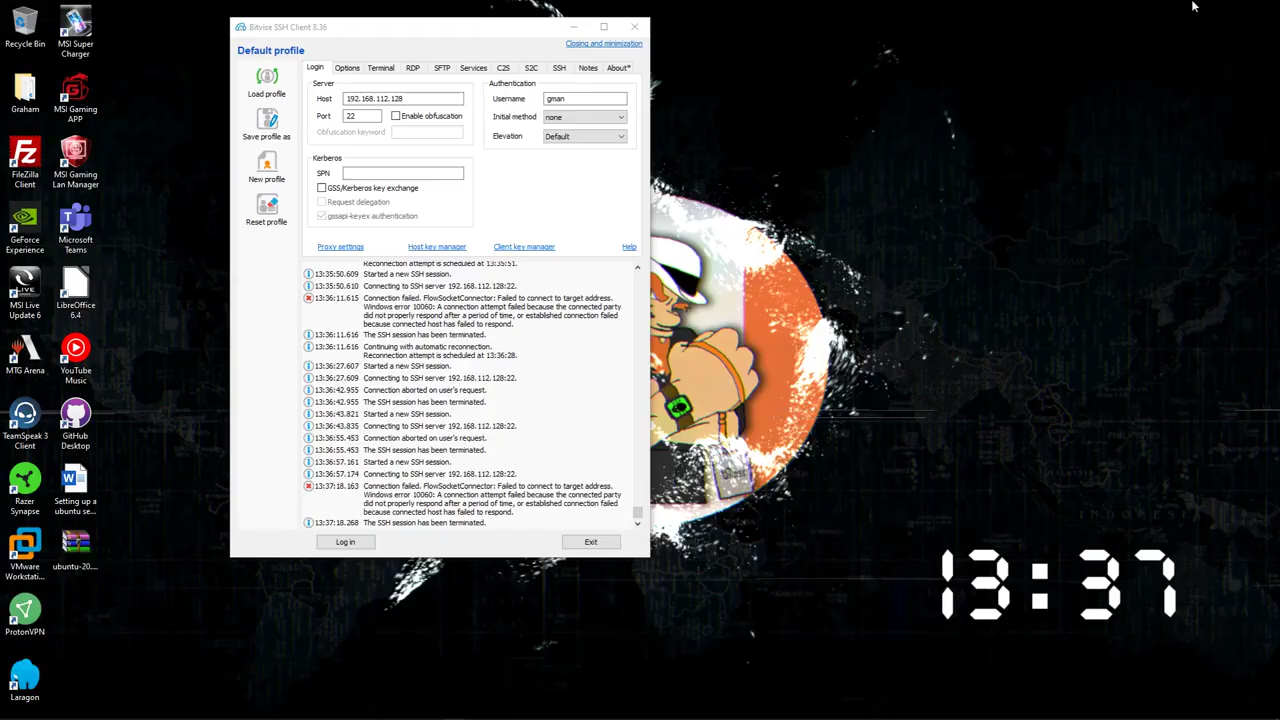 Recycle Bin
MSI Super
Charger
Graham
MSI Gaming
APP
FileZilla
Client
MSI Gaming
Lan Manager
GeForce
Experience
Microsoft
Teams
LIVE
MSI Live
Update 6
LibreOffice
6.4
MTG Arena
YouTube
Music
TeamSpeak 3
Client
GitHub
Desktop
Razer
Synapse
Setting up a
ubuntu se...
VMware
Workstati...
ubuntu-20....
ProtonVPN
Laragon
Bitvise SSH Client 8.36
Default profile
Closing and minimization
Load profile
Save profile as
New profile
Reset profile
Login Options Terminal RDP SFTP Services C2S S2C SSH Notes About*
Server
Host 192.168.112.128
Port 22 Enable obfuscation
Obfuscation keyword
Kerberos
SPN
GSS/Kerberos key exchange
Request delegation
gssapi-keyex authentication
Authentication
Username gman
Initial method none
Elevation Default
Proxy settings Host key manager Client key manager Help
Reconnection attempt is scheduled at 13:35:51.
13:35:50.609 Started a new SSH session.
13:35:50.610 Connecting to SSH server 192.168.112.128:22.
13:36:11.615 Connection failed. FlowSocketConnector: Failed to connect to target address.
Windows error 10060: A connection attempt failed because the connected party
did not properly respond after a period of time, or established connection failed
because connected host has failed to respond.
13:36:11.616 The SSH session has been terminated.
13:36:11.616 Continuing with automatic reconnection.
Reconnection attempt is scheduled at 13:36:28.
13:36:27.607 Started a new SSH session.
13:36:27.609 Connecting to SSH server 192.168.112.128:22.
13:36:42.955 Connection aborted on user's request.
13:36:42.955 The SSH session has been terminated.
13:36:43.821 Started a new SSH session.
13:36:43.835 Connecting to SSH server 192.168.112.128:22.
13:36:55.453 Connection aborted on user's request.
13:36:55.453 The SSH session has been terminated.
13:36:57.161 Started a new SSH session.
13:36:57.174 Connecting to SSH server 192.168.112.128:22.
13:37:18.163 Connection failed. FlowSocketConnector: Failed to connect to target address.
Windows error 10060: A connection attempt failed because the connected party
did not properly respond after a period of time, or established connection failed
because connected host has failed to respond.
13:37:18.268 The SSH session has been terminated.
Log in
Exit
13:37